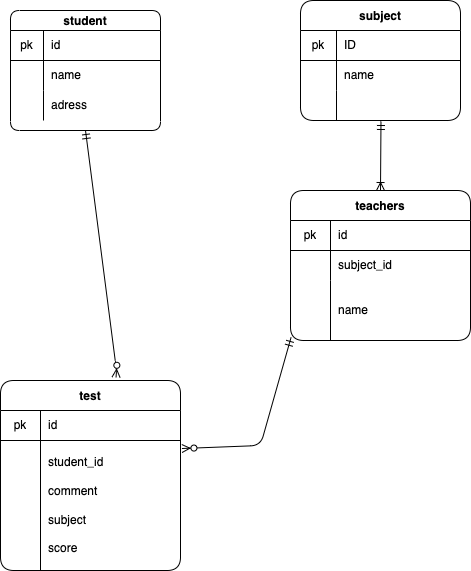 student
pk id
name
adress
subject
pk ID
name
teachers
pk id
subject_id
name
test
pk id
student_id
comment
subject
score